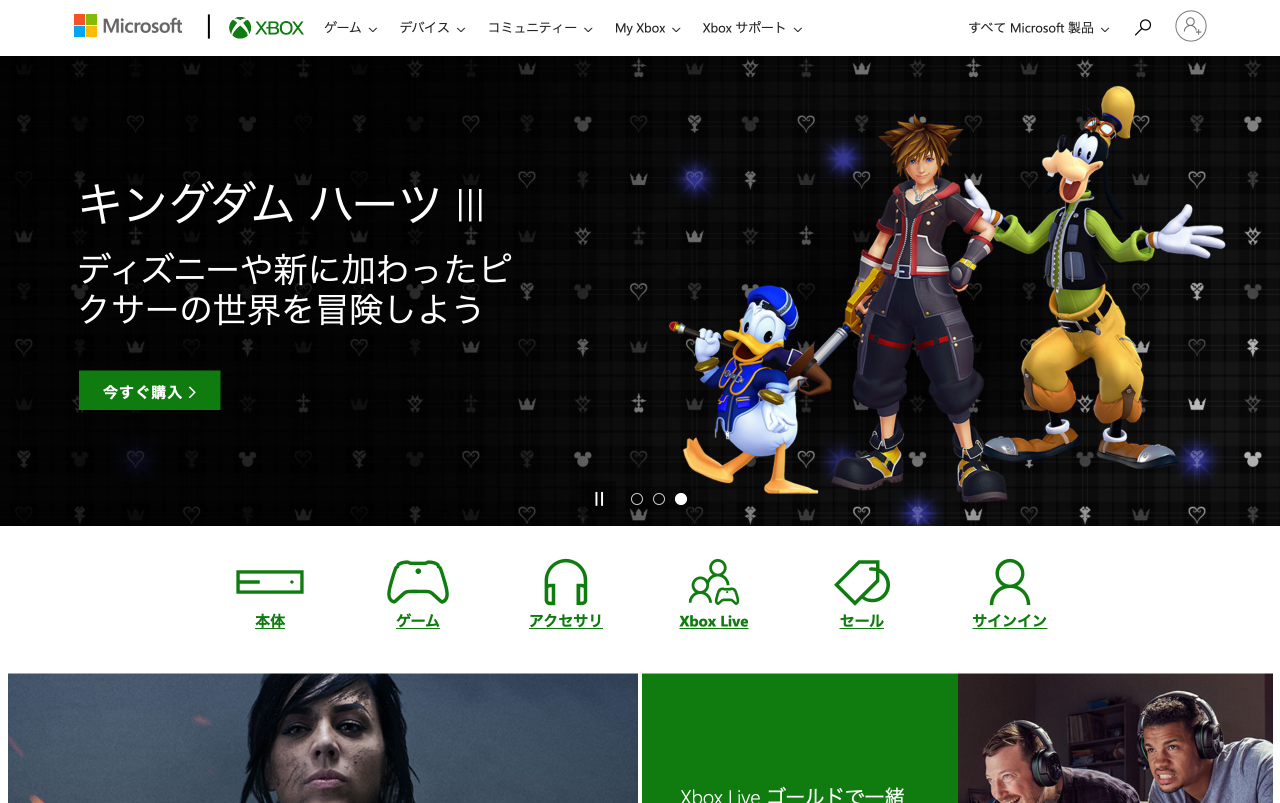 Microsoft
XBOX
ゲーム
デバイス
コミュニティー
My Xbox
Xbox サポート
すべて Microsoft 製品
キングダム ハーツ III
ディズニーや新に加わったピ
クサーの世界を冒険しよう
今すぐ購入
本体
ゲーム
アクセサリ
Xbox Live
セール
サインイン
Xbox Live ゴールドで一緒